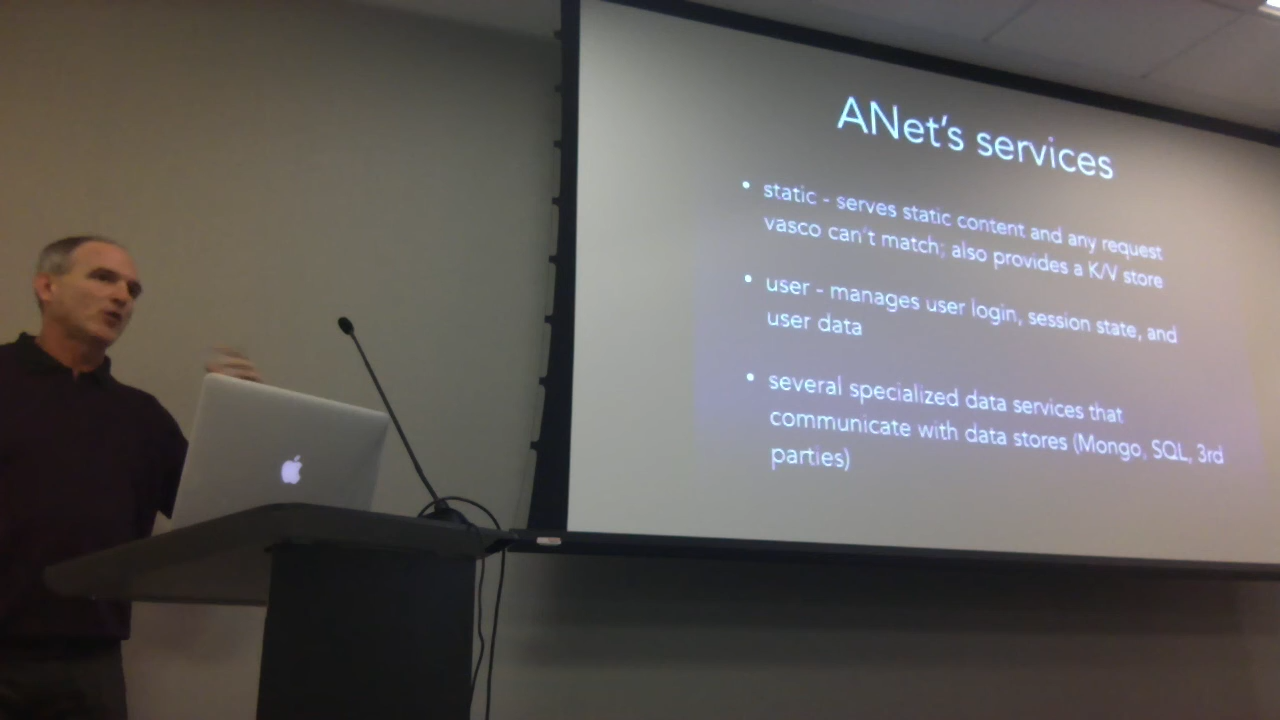 ANet's services
• static - serves static content and any request
vasco can't match; also provides a K/V store
• user - manages user login, session state, and
user data
• several specialized data services that
communicate with data stores (Mongo, SQL, 3rd
parties)